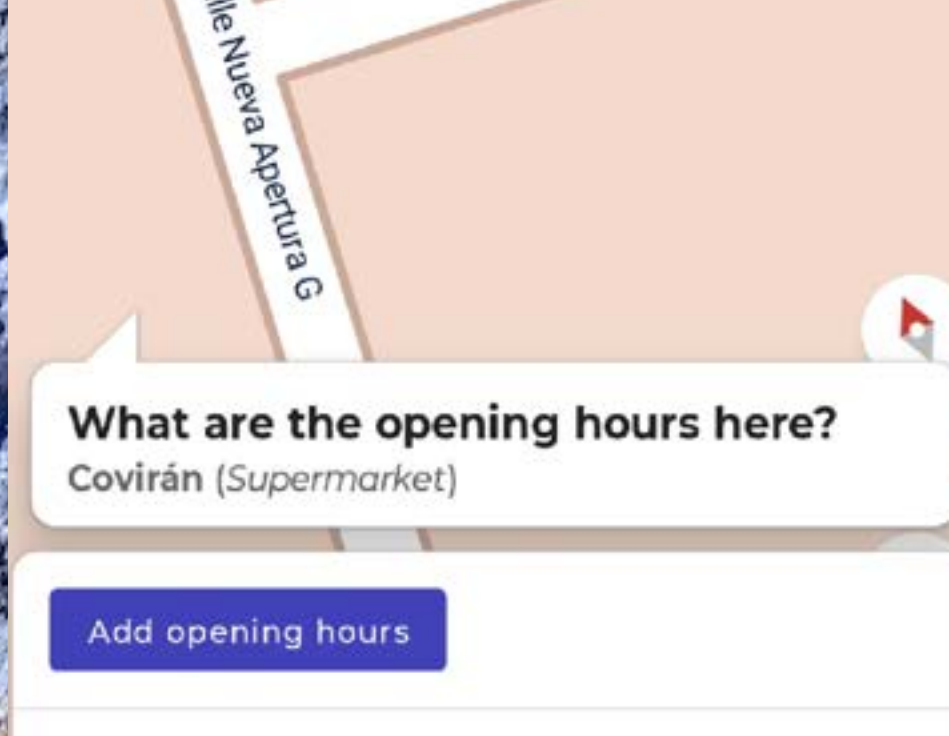 lle Nueva Apertura G
What are the opening hours here?
Covirán (Supermarket)
Add opening hours